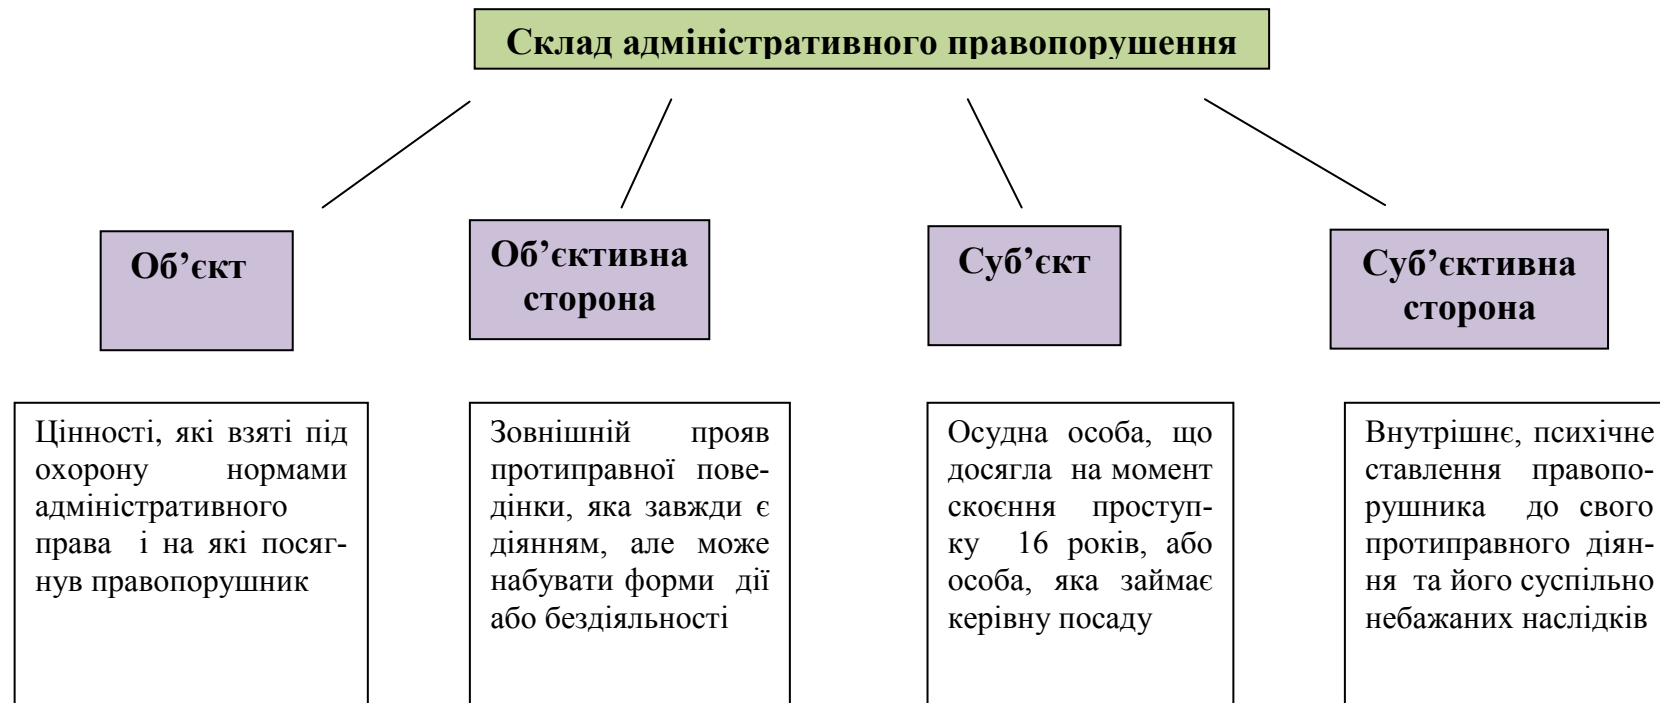 Склад адміністративного правопорушення
Об’єкт
Об’єктивна
сторона
Суб’єкт
Суб’єктивна
сторона
Цінності, які взяті під
охорону нормами
адміністративного
права і на які посяг-
нув правопорушник
Зовнішній прояв
протиправної пове-
дінки, яка завжди є
діянням, але може
набувати форми дії
або бездіяльності
Осудна особа, що
досягла на момент
скоєння проступ-
ку 16 років, або
особа, яка займає
керівну посаду
Внутрішнє, психічне
ставлення правопо-
рушника до свого
протиправного діян-
ня та його суспільно
небажаних наслідків